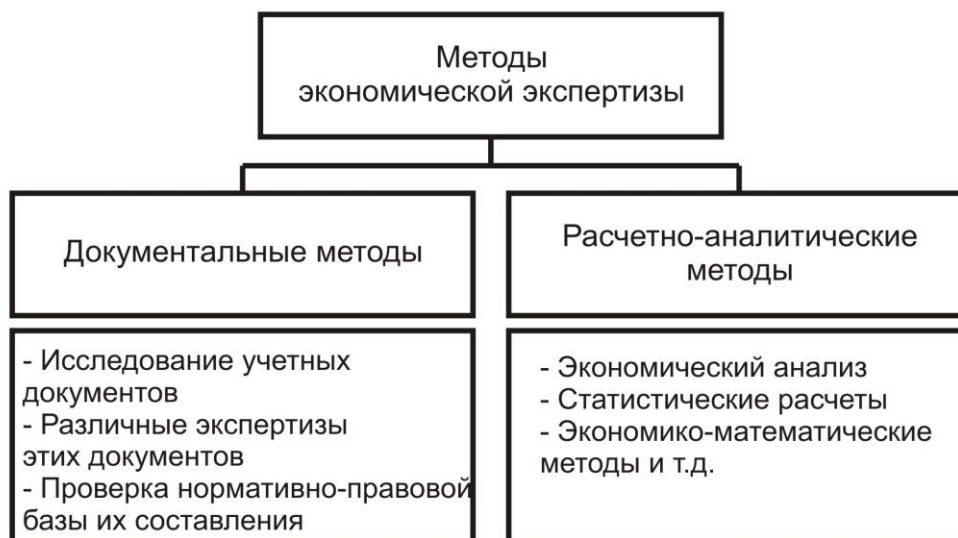 Методы
экономической экспертизы
Документальные методы
Расчетно-аналитические
методы
- Исследование учетных
документов
- Различные экспертизы
этих документов
- Проверка нормативно-правовой
базы их составления
- Экономический анализ
- Статистические расчеты
- Экономико-математические
методы и т.д.